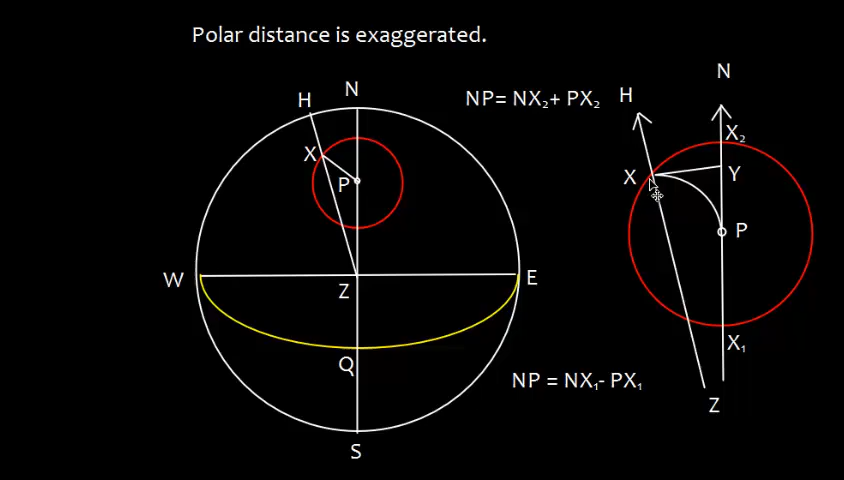 Polar distance is exaggerated.
NP= NX₂+ PX₂
N
H
X
P
W
E
Z
Q
S
N
H
X₂
X
Y
P
X₁
Z
NP = NX₁- PX₁